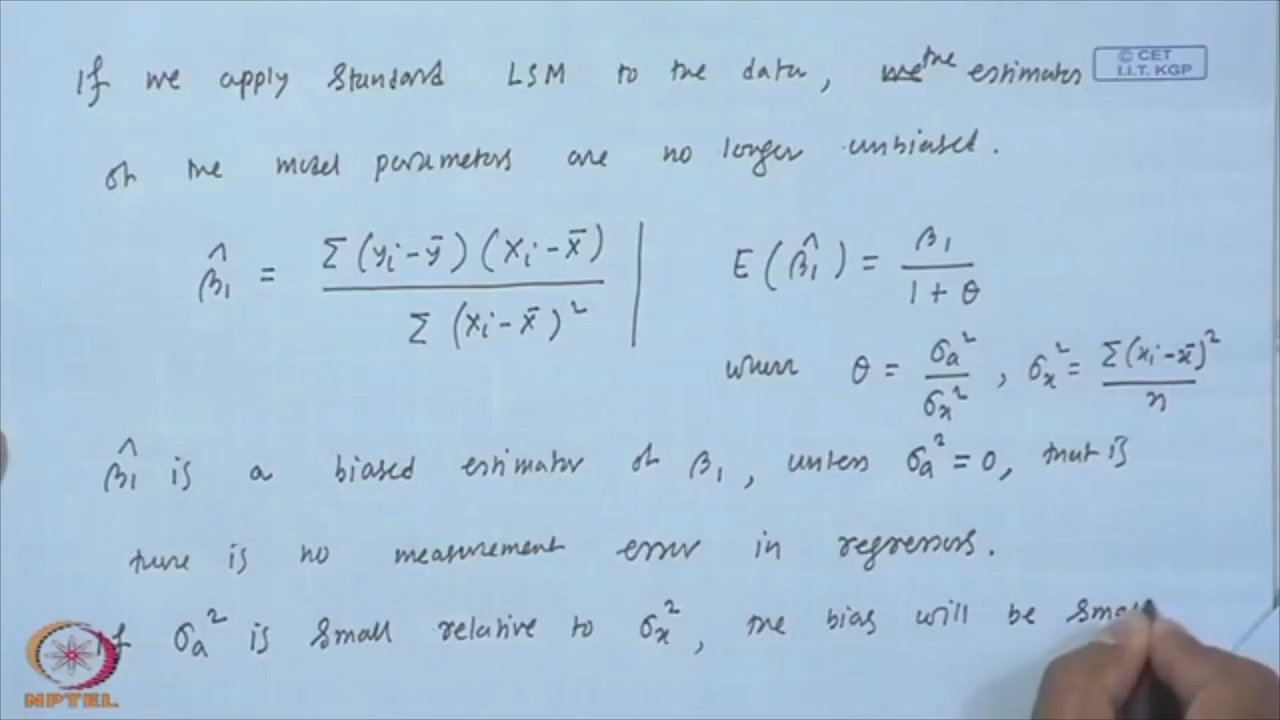 If we apply standard LSM to the data, the estimates
© CET
I.I.T. KGP
of the model parameters are no longer unbiased.
β̂₁ = Σ(yᵢ-ȳ)(Xᵢ-X̄) / Σ(Xᵢ-X̄)²
E(β̂₁) = β₁ / 1+θ
where θ = σₐ² / σₓ², σₓ² = Σ(xᵢ-x̄)² / n
β̂₁ is a biased estimator of β₁, unless σₐ² = 0, that is
there is no measurement error in regressors.
If σₐ² is small relative to σₓ², the bias will be small
NPTEL